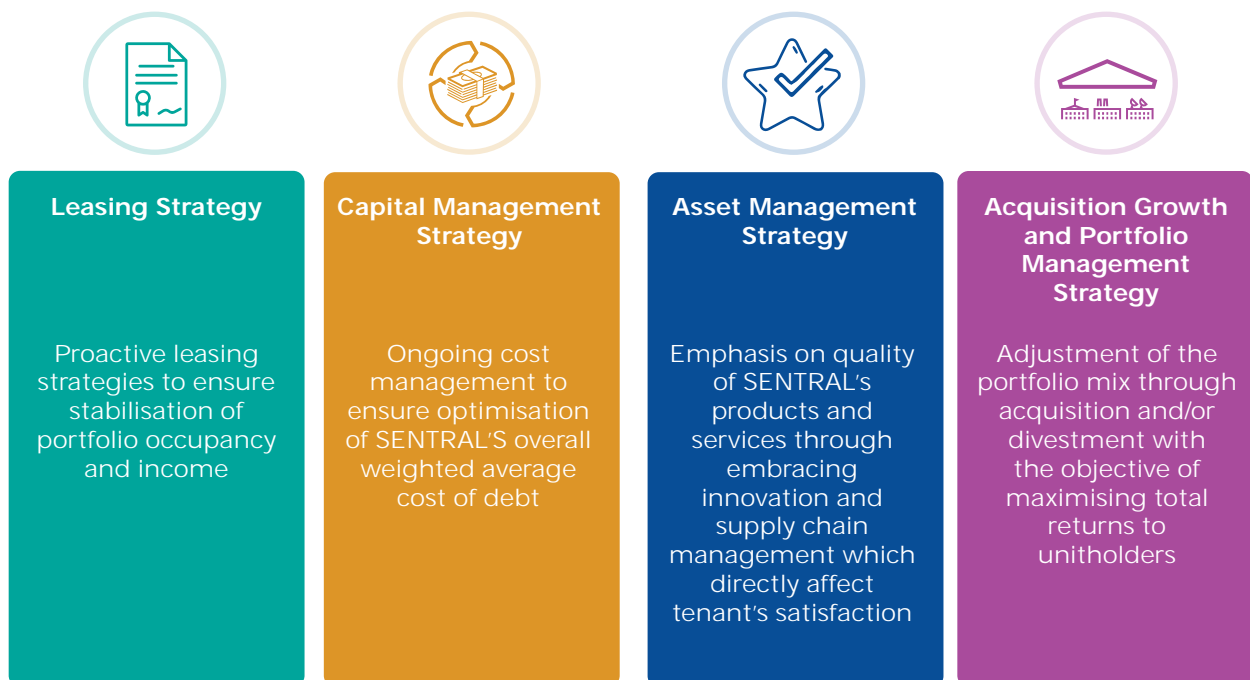 Leasing Strategy
Proactive leasing
strategies to ensure
stabilisation of
portfolio occupancy
and income
Capital Management
Strategy
Ongoing cost
management to
ensure optimisation
of SENTRAL'S overall
weighted average
cost of debt
Asset Management
Strategy
Emphasis on quality
of SENTRAL's
products and
services through
embracing
innovation and
supply chain
management which
directly affect
tenant's satisfaction
Acquisition Growth
and Portfolio
Management
Strategy
Adjustment of the
portfolio mix through
acquisition and/or
divestment with
the objective of
maximising total
returns to
unitholders